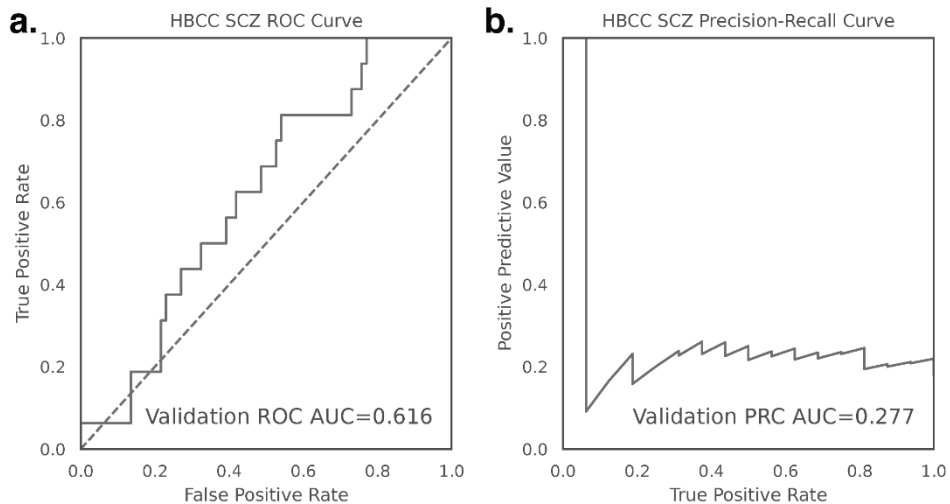 a.
HBCC SCZ ROC Curve
1.0
0.8
0.6
0.4
0.2
0.0
True Positive Rate
Validation ROC AUC=0.616
0.0 0.2 0.4 0.6 0.8 1.0
False Positive Rate
b.
HBCC SCZ Precision-Recall Curve
1.0
0.8
0.6
0.4
0.2
0.0
Positive Predictive Value
Validation PRC AUC=0.277
0.0 0.2 0.4 0.6 0.8 1.0
True Positive Rate